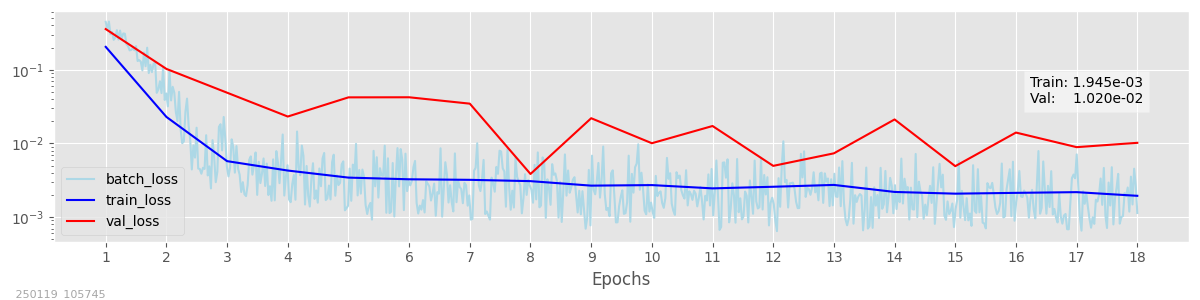 10⁻¹
10⁻²
10⁻³
Train: 1.945e-03
Val: 1.020e-02
batch_loss
train_loss
val_loss
1 2 3 4 5 6 7 8 9 10 11 12 13 14 15 16 17 18
Epochs
250119_105745